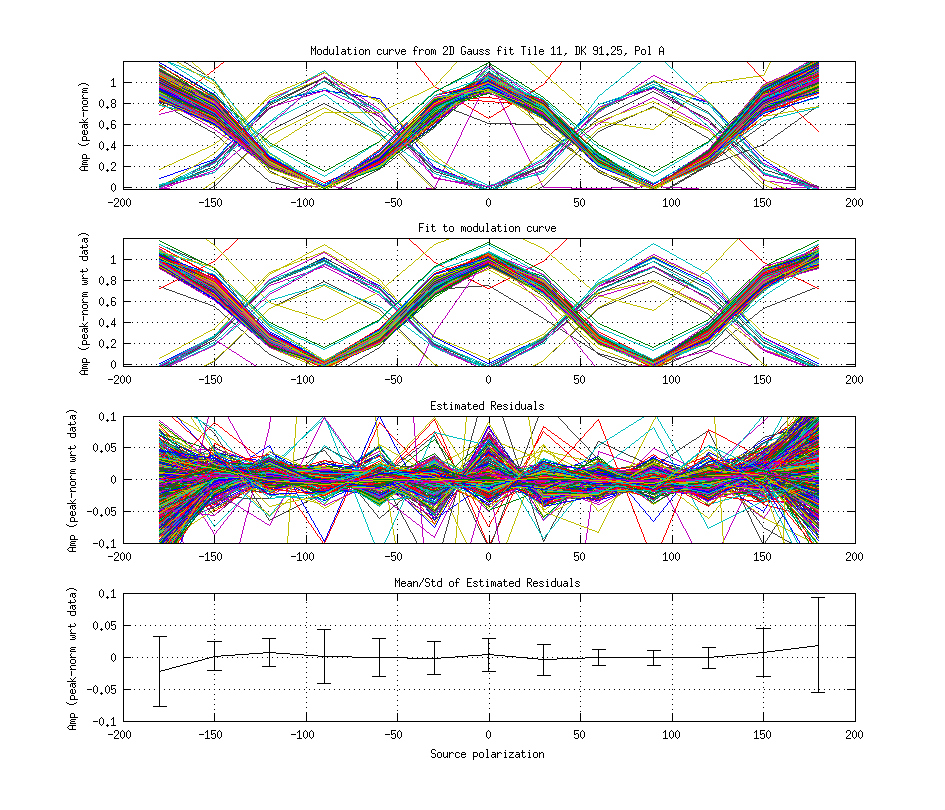 Modulation curve from 2D Gauss fit Tile 11, DK 91.25, Pol A
Amp (peak-norm)
1
0.8
0.6
0.4
0.2
0
-200 -150 -100 -50 0 50 100 150 200
Fit to modulation curve
Amp (peak-norm wrt data)
1
0.8
0.6
0.4
0.2
0
-200 -150 -100 -50 0 50 100 150 200
Estimated Residuals
Amp (peak-norm wrt data)
0.1
0.05
0
-0.05
-0.1
-200 -150 -100 -50 0 50 100 150 200
Mean/Std of Estimated Residuals
Amp (peak-norm wrt data)
0.1
0.05
0
-0.05
-0.1
-200 -150 -100 -50 0 50 100 150 200
Source polarization